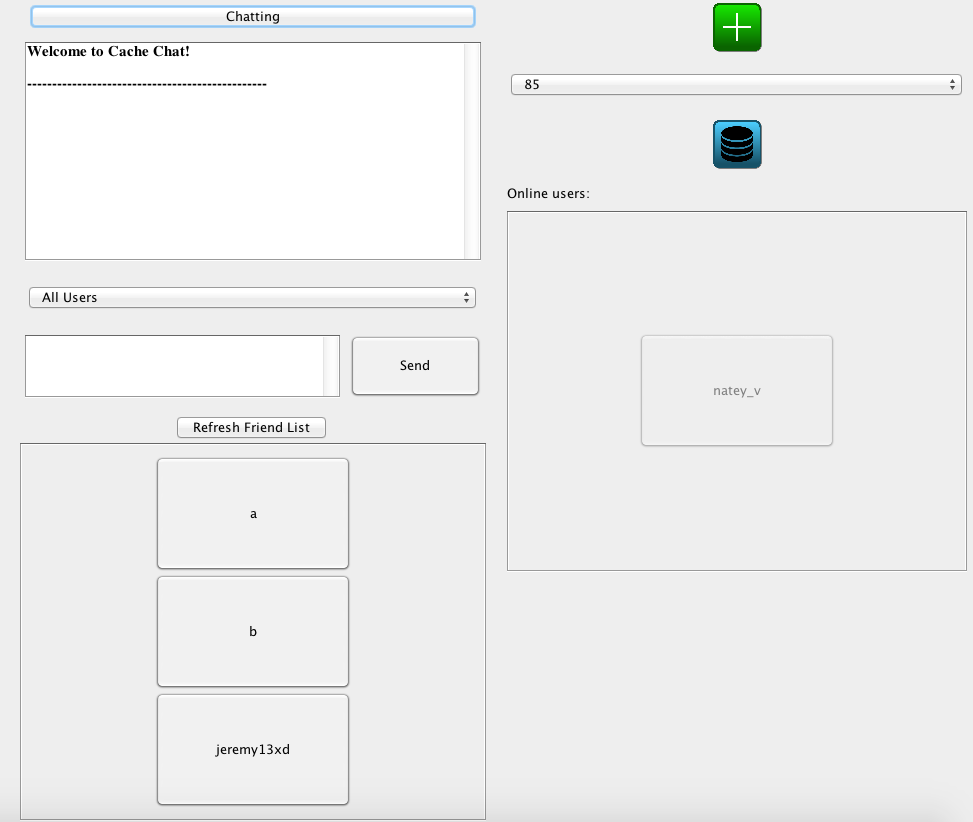 Chatting
Welcome to Cache Chat!
------------------------------------------------
All Users
Send
Refresh Friend List
a
b
jeremy13xd
85
Online users:
natey_v